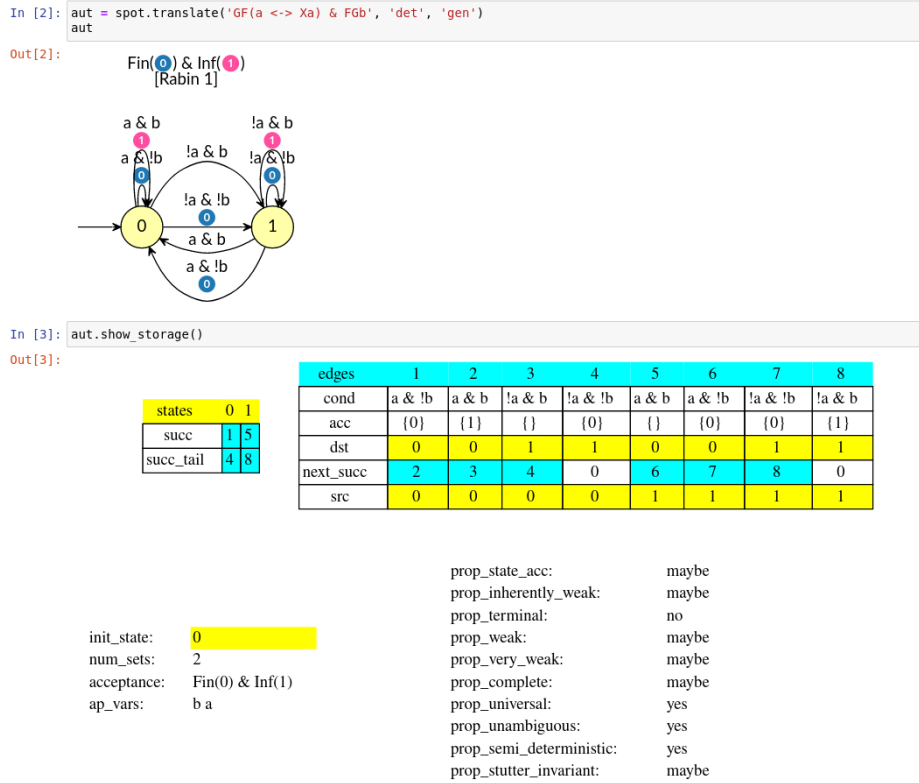 In [2]: aut = spot.translate('GF(a <-> Xa) & FGb', 'det', 'gen')
aut
Out[2]:
Fin(0) & Inf(1)
[Rabin 1]
a & b
!a & b
1
1
a & !b
!a & b
!a & !b
0
0
!a & !b
0
0
1
a & b
a & !b
0
In [3]: aut.show_storage()
Out[3]:
states 0 1
succ 1 5
succ_tail 4 8
edges 1 2 3 4 5 6 7 8
cond a & !b a & b !a & b !a & !b a & b a & !b !a & !b !a & b
acc {0} {1} {} {0} {} {0} {0} {1}
dst 0 0 1 1 0 0 1 1
next_succ 2 3 4 0 6 7 8 0
src 0 0 0 0 1 1 1 1
init_state: 0
num_sets: 2
acceptance: Fin(0) & Inf(1)
ap_vars: b a
prop_state_acc: maybe
prop_inherently_weak: maybe
prop_terminal: no
prop_weak: maybe
prop_very_weak: maybe
prop_complete: maybe
prop_universal: yes
prop_unambiguous: yes
prop_semi_deterministic: yes
prop_stutter_invariant: maybe